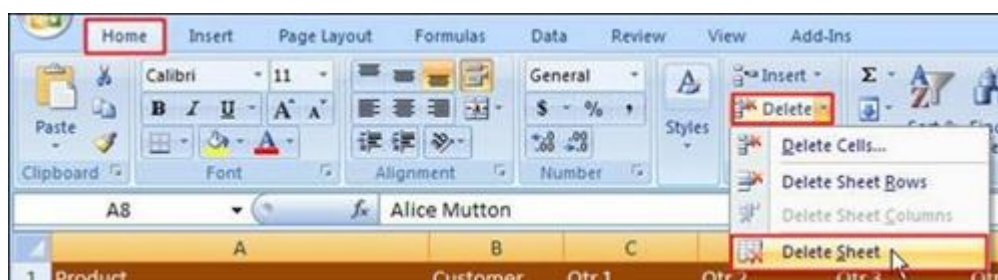 Home Insert Page Layout Formulas Data Review View Add-Ins
Calibri 11 General Insert Σ
B I U A A $ % , Delete
Paste Styles
Clipboard Font Alignment Number
Delete Cells...
Delete Sheet Rows
Delete Sheet Columns
Delete Sheet
A8 fx Alice Mutton
A B C
1 Product Customer Qtr 1 Qtr 2 Qtr 3